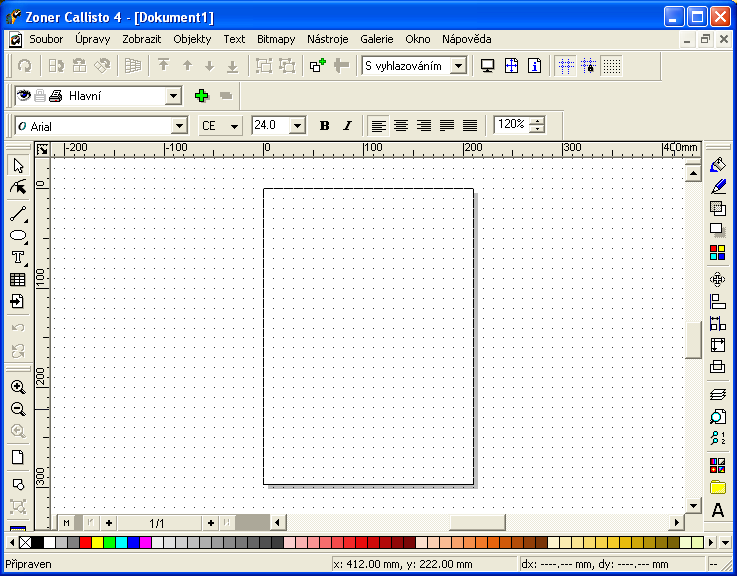 Zoner Callisto 4 - [Dokument1]
Soubor Úpravy Zobrazit Objekty Text Bitmapy Nástroje Galerie Okno Nápověda
S vyhlazováním
Hlavní
O Arial CE 24.0 B I 120%
-200 -100 0 100 200 300 400mm
0
100
200
300
T
1
2
A
M 1/1
Připraven x: 412.00 mm, y: 222.00 mm dx: ----.-- mm, dy: ----.-- mm --